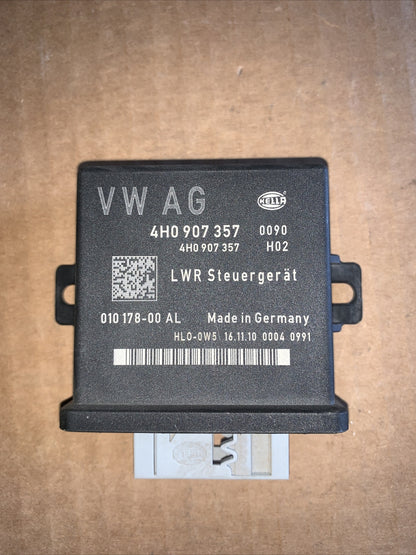 VW AG
HELLA
4H0 907 357 0090
4H0 907 357 H02
LWR Steuergerät
010 178-00 AL Made in Germany
HLO-0W5 16.11.10 0004 0991